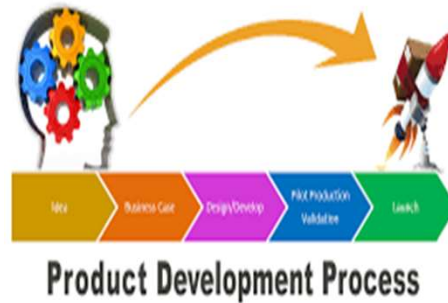 Idea
Business Case
Design/Develop
Pilot Production
Validation
Launch
Product Development Process